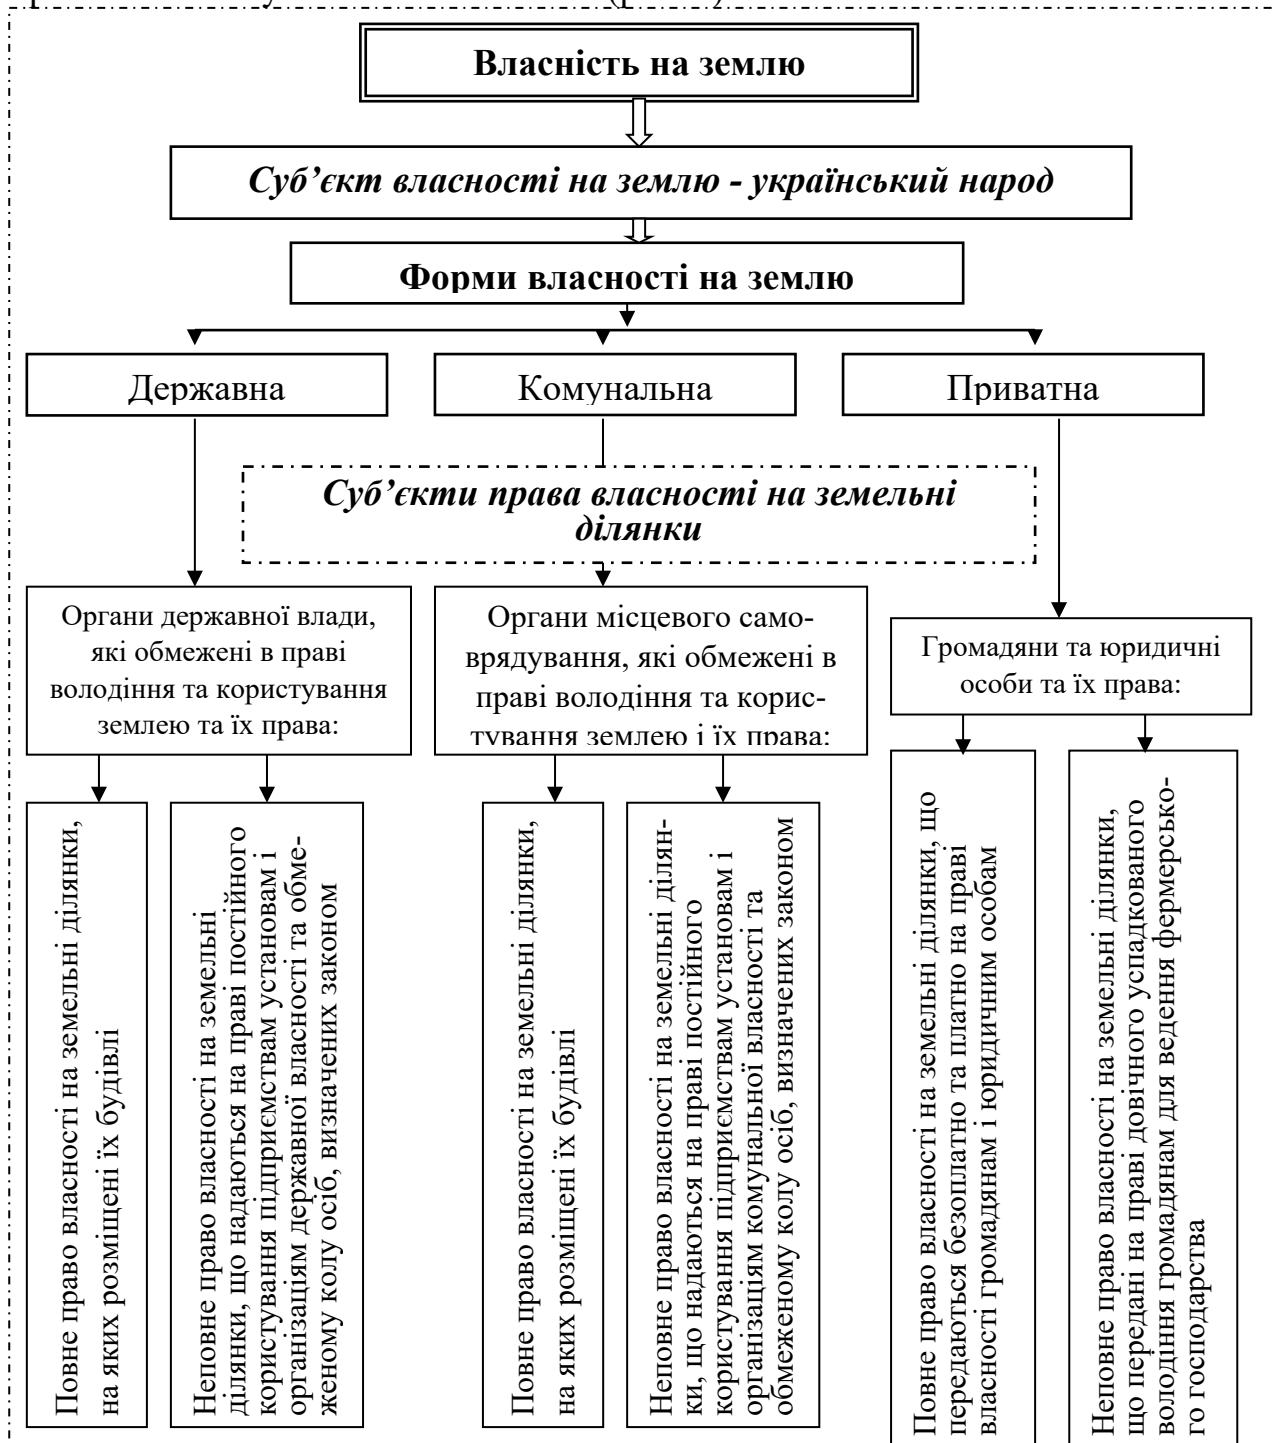 Власність на землю
Суб’єкт власності на землю - український народ
Форми власності на землю
Державна
Комунальна
Приватна
Суб’єкти права власності на земельні
ділянки
Органи державної влади,
які обмежені в праві
володіння та користування
землею та їх права:
Органи місцевого само-
врядування, які обмежені в
праві володіння та корис-
тування землею і їх права:
Громадяни та юридичні
особи та їх права:
Повне право власності на земельні ділянки,
на яких розміщені їх будівлі
Неповне право власності на земельні
ділянки, що надаються на праві постійного
користування підприємствам установам і
організаціям державної власності та обме-
женому колу осіб, визначених законом
Повне право власності на земельні ділянки,
на яких розміщені їх будівлі
Неповне право власності на земельні ділян-
ки, що надаються на праві постійного
користування підприємствам установам і
організаціям комунальної власності та
обмеженому колу осіб, визначених законом
Повне право власності на земельні ділянки, що
передаються безоплатно та платно на праві
власності громадянам і юридичним особам
Неповне право власності на земельні ділянки,
що передані на праві довічного успадкованого
володіння громадянам для ведення фермерсько-
го господарства